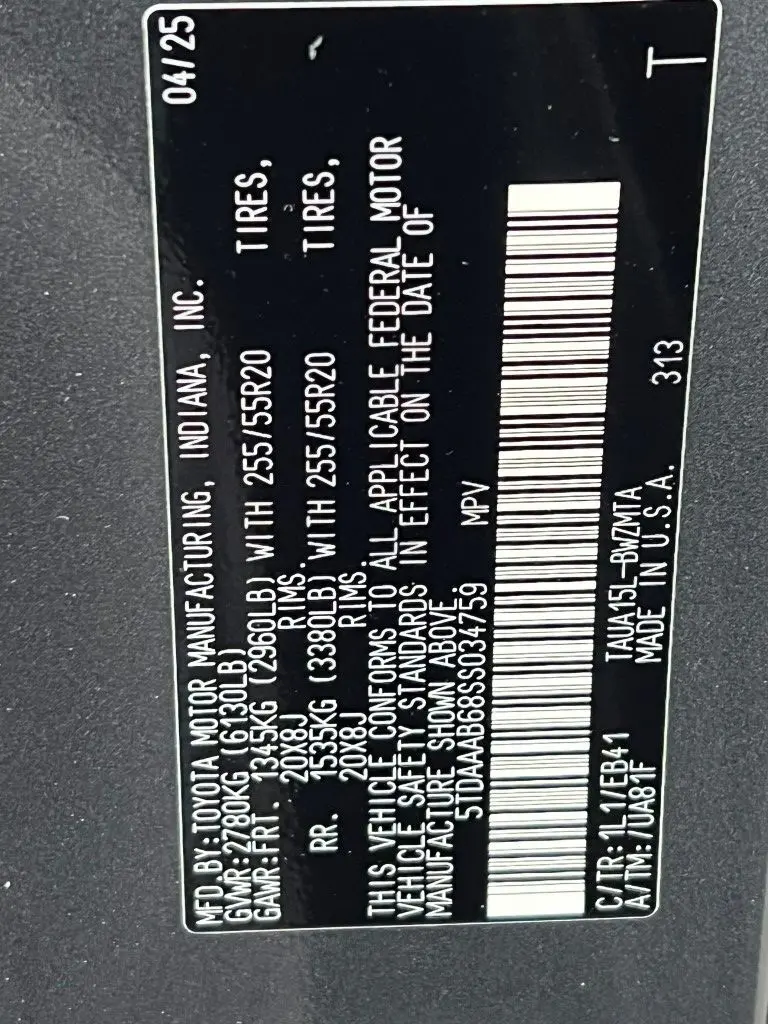 MFD.BY:TOYOTA MOTOR MANUFACTURING, INDIANA, INC. 04/25
GVWR:2780KG (6130LB)
GAWR:FRT. 1345KG (2960LB) WITH 255/55R20 TIRES,
20X8J RIMS.
RR. 1535KG (3380LB) WITH 255/55R20 TIRES,
20X8J RIMS.
THIS VEHICLE CONFORMS TO ALL APPLICABLE FEDERAL MOTOR
VEHICLE SAFETY STANDARDS IN EFFECT ON THE DATE OF
MANUFACTURE SHOWN ABOVE.
5TDAAAB68SS034759 MPV
C/TR:1L1/EB41 TAUA15L-BWZMTA T
A/TM:/UA81F MADE IN U.S.A. 313